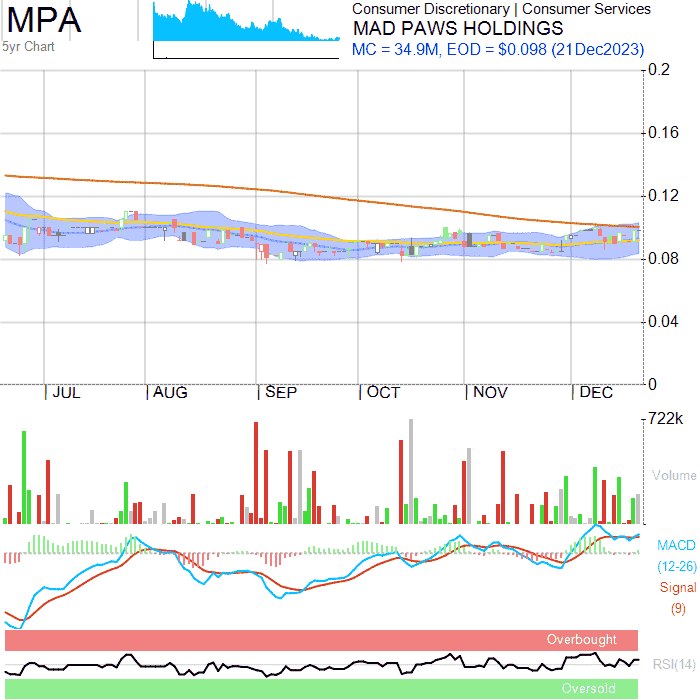 MPA
5yr Chart
Consumer Discretionary | Consumer Services
MAD PAWS HOLDINGS
MC = 34.9M, EOD = $0.098 (21Dec2023)
0.2
0.16
0.12
0.08
0.04
0
JUL AUG SEP OCT NOV DEC
722k
Volume
MACD
(12-26)
Signal
(9)
Overbought
RSI(14)
Oversold